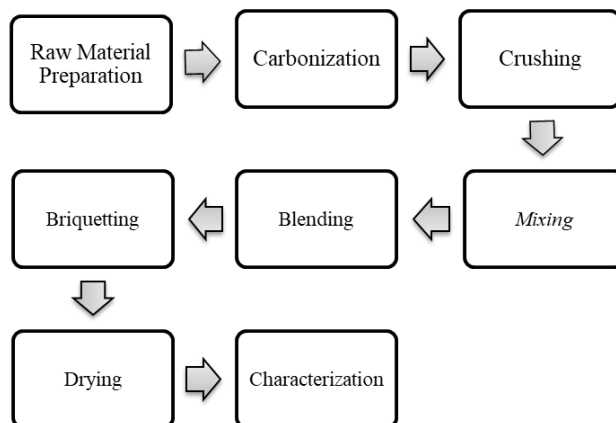 Raw Material
Preparation
Carbonization
Crushing
Mixing
Blending
Briquetting
Drying
Characterization